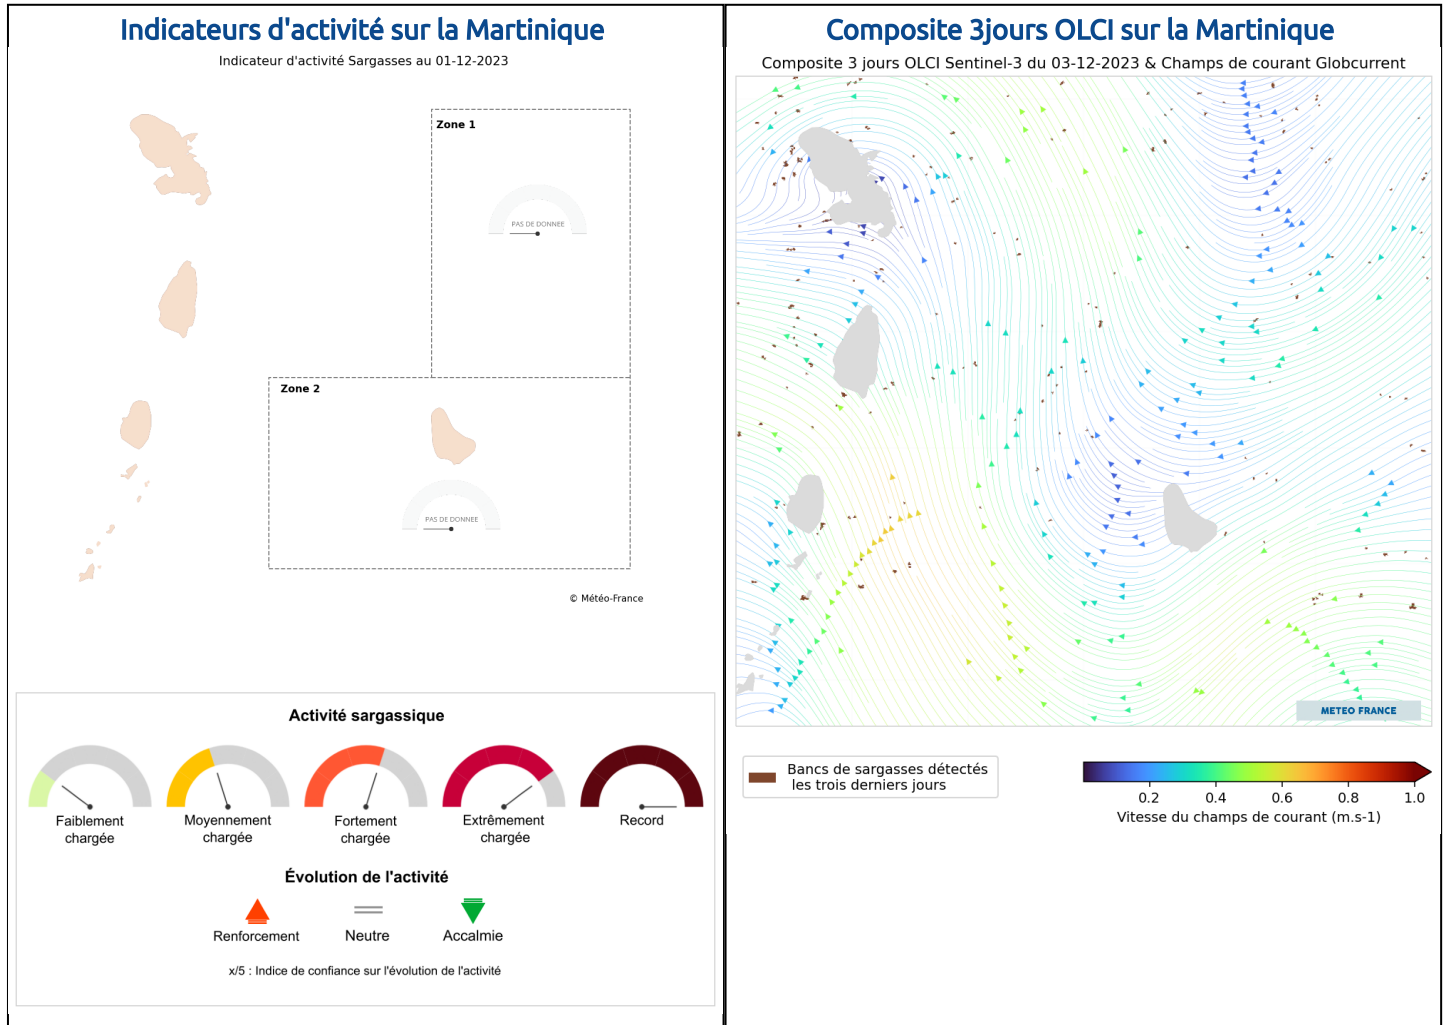 Indicateurs d'activité sur la Martinique
Indicateur d'activité Sargasses au 01-12-2023
Zone 1
PAS DE DONNÉE
Zone 2
PAS DE DONNÉE
© Météo-France
Activité sargassique
Faiblement
chargée
Moyennement
chargée
Fortement
chargée
Extrêmement
chargée
Record
Évolution de l'activité
Renforcement
Neutre
Accalmie
x/5 : Indice de confiance sur l'évolution de l'activité
Composite 3jours OLCI sur la Martinique
Composite 3 jours OLCI Sentinel-3 du 03-12-2023 & Champs de courant Globcurrent
METEO FRANCE
Bancs de sargasses détectés
les trois derniers jours
0.2 0.4 0.6 0.8 1.0
Vitesse du champs de courant (m.s-1)